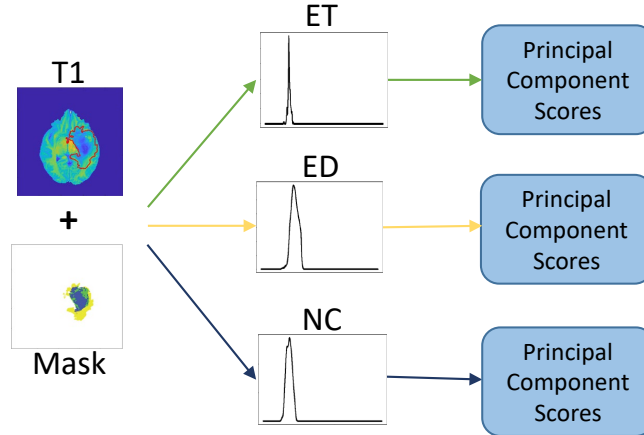 T1
+
Mask
ET
Principal
Component
Scores
ED
Principal
Component
Scores
NC
Principal
Component
Scores